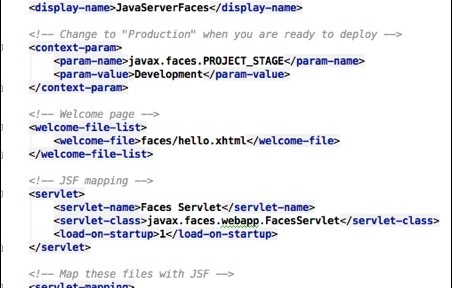 <display-name>JavaServerFaces</display-name>
<!-- Change to "Production" when you are ready to deploy -->
<context-param>
<param-name>javax.faces.PROJECT_STAGE</param-name>
<param-value>Development</param-value>
</context-param>
<!-- Welcome page -->
<welcome-file-list>
<welcome-file>faces/hello.xhtml</welcome-file>
</welcome-file-list>
<!-- JSF mapping -->
<servlet>
<servlet-name>Faces Servlet</servlet-name>
<servlet-class>javax.faces.webapp.FacesServlet</servlet-class>
<load-on-startup>1</load-on-startup>
</servlet>
<!-- Map these files with JSF -->
<servlet-mapping>